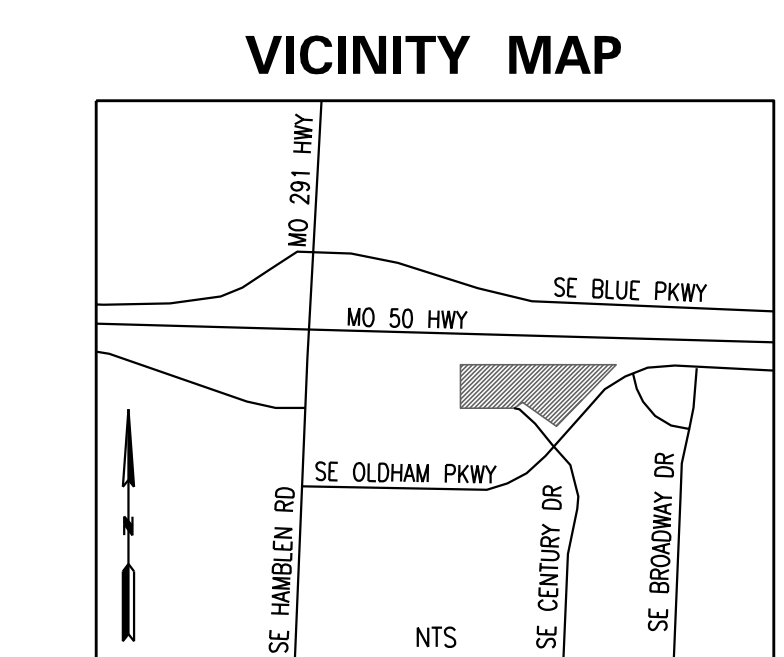 VICINITY MAP
MO 291 HWY
SE BLUE PKWY
MO 50 HWY
SE OLDHAM PKWY
N
SE HAMBLEN RD
SE CENTURY DR
SE BROADWAY DR
NTS